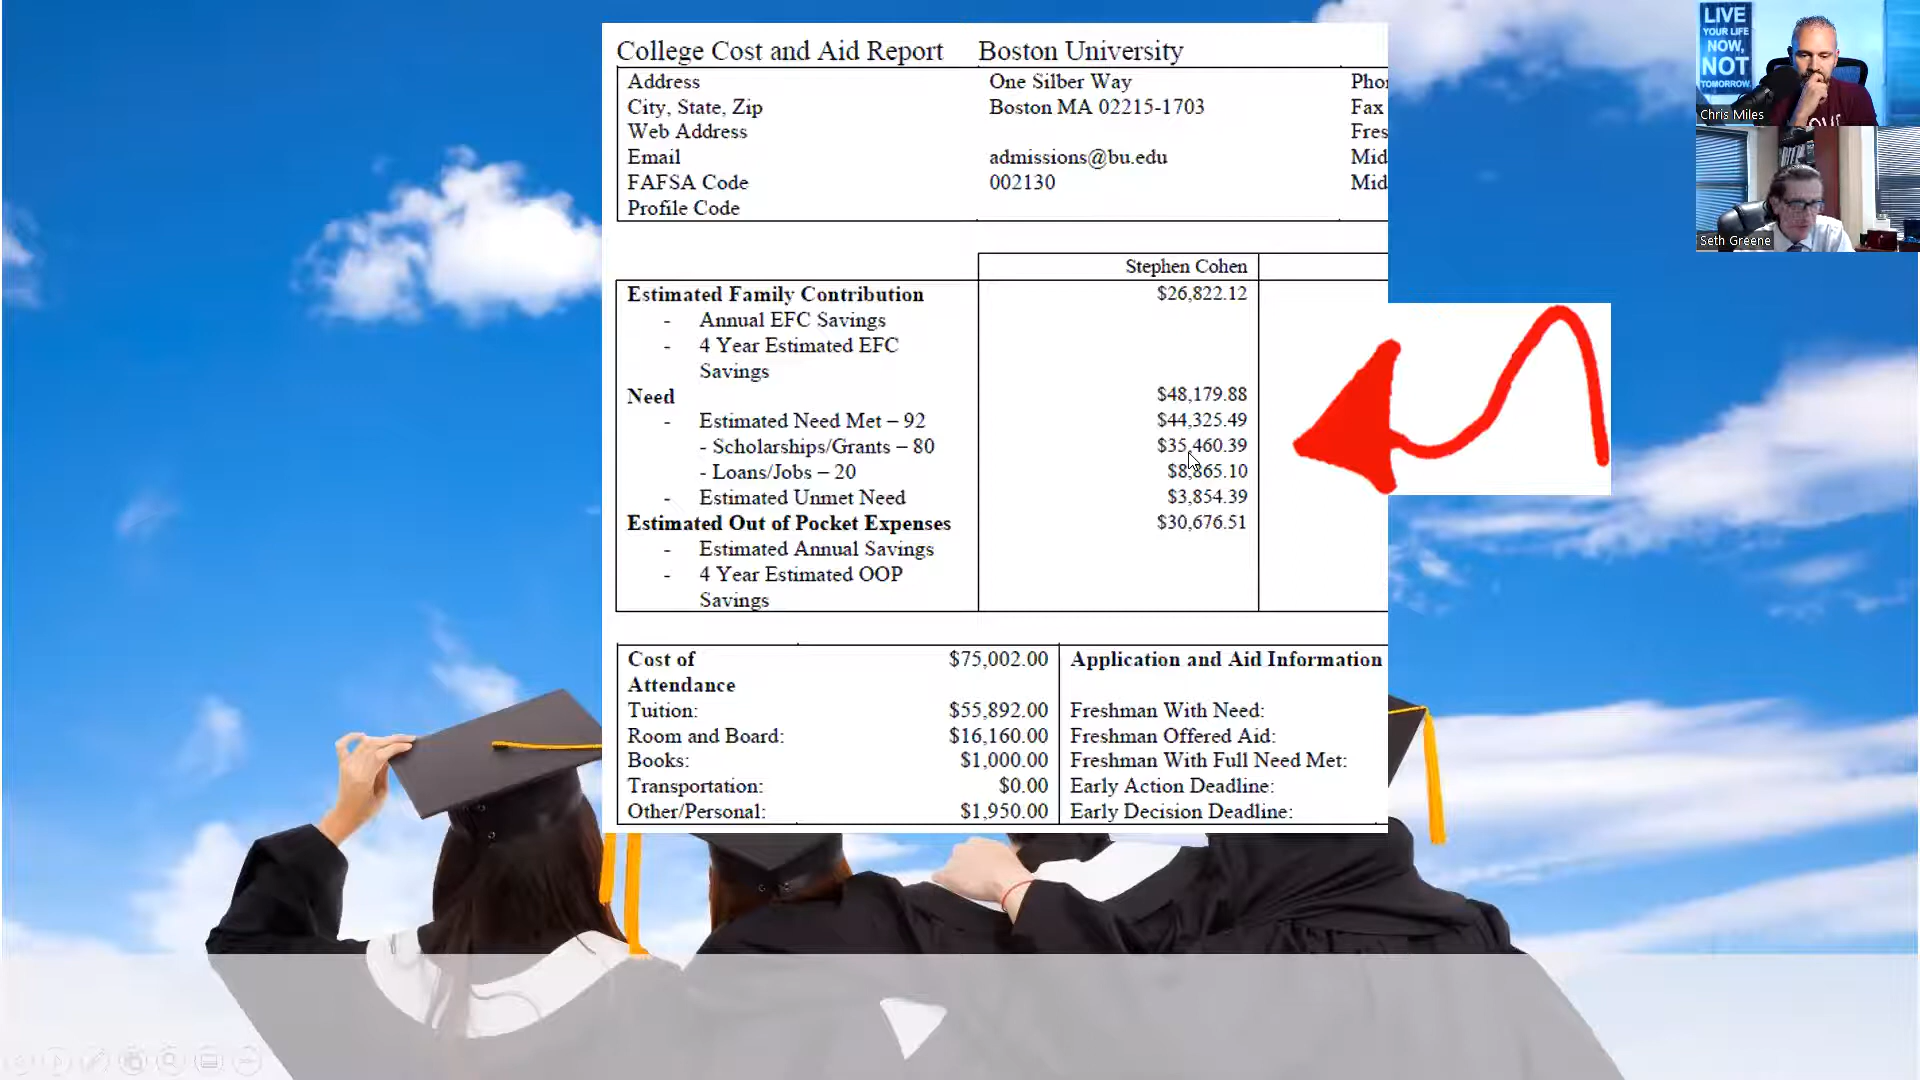 College Cost and Aid Report Boston University
Address One Silber Way Phon
City, State, Zip Boston MA 02215-1703 Fax
Web Address Fres
Email admissions@bu.edu Mid
FAFSA Code 002130 Mid
Profile Code
Stephen Cohen
Estimated Family Contribution $26,822.12
- Annual EFC Savings
- 4 Year Estimated EFC
Savings
Need $48,179.88
- Estimated Need Met – 92 $44,325.49
- Scholarships/Grants – 80 $35,460.39
- Loans/Jobs – 20 $8,865.10
- Estimated Unmet Need $3,854.39
Estimated Out of Pocket Expenses $30,676.51
- Estimated Annual Savings
- 4 Year Estimated OOP
Savings
Cost of $75,002.00 Application and Aid Information
Attendance
Tuition: $55,892.00 Freshman With Need:
Room and Board: $16,160.00 Freshman Offered Aid:
Books: $1,000.00 Freshman With Full Need Met:
Transportation: $0.00 Early Action Deadline:
Other/Personal: $1,950.00 Early Decision Deadline:
LIVE
YOUR LIFE
NOW,
NOT
TOMORROW
Chris Miles
Seth Greene